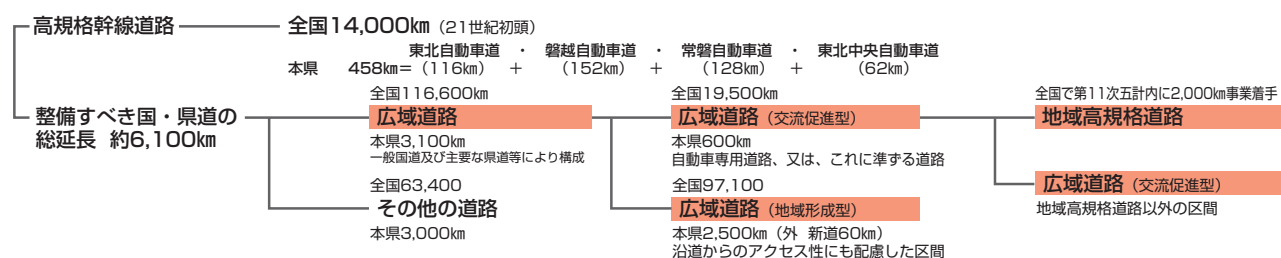 高規格幹線道路 全国14,000㎞（21世紀初頭）
東北自動車道 ・ 磐越自動車道 ・ 常磐自動車道 ・ 東北中央自動車道
本県 458㎞＝（116㎞） ＋ （152㎞） ＋ （128㎞） ＋ （62㎞）
整備すべき国・県道の
総延長 約6,100㎞
全国116,600㎞
広域道路
本県3,100㎞
一般国道及び主要な県道等により構成
全国63,400
その他の道路
本県3,000㎞
全国19,500㎞
広域道路（交流促進型）
本県600㎞
自動車専用道路、又は、これに準ずる道路
全国97,100
広域道路（地域形成型）
本県2,500㎞（外 新道60㎞）
沿道からのアクセス性にも配慮した区間
全国で第11次五計内に2,000㎞事業着手
地域高規格道路
広域道路（交流促進型）
地域高規格道路以外の区間